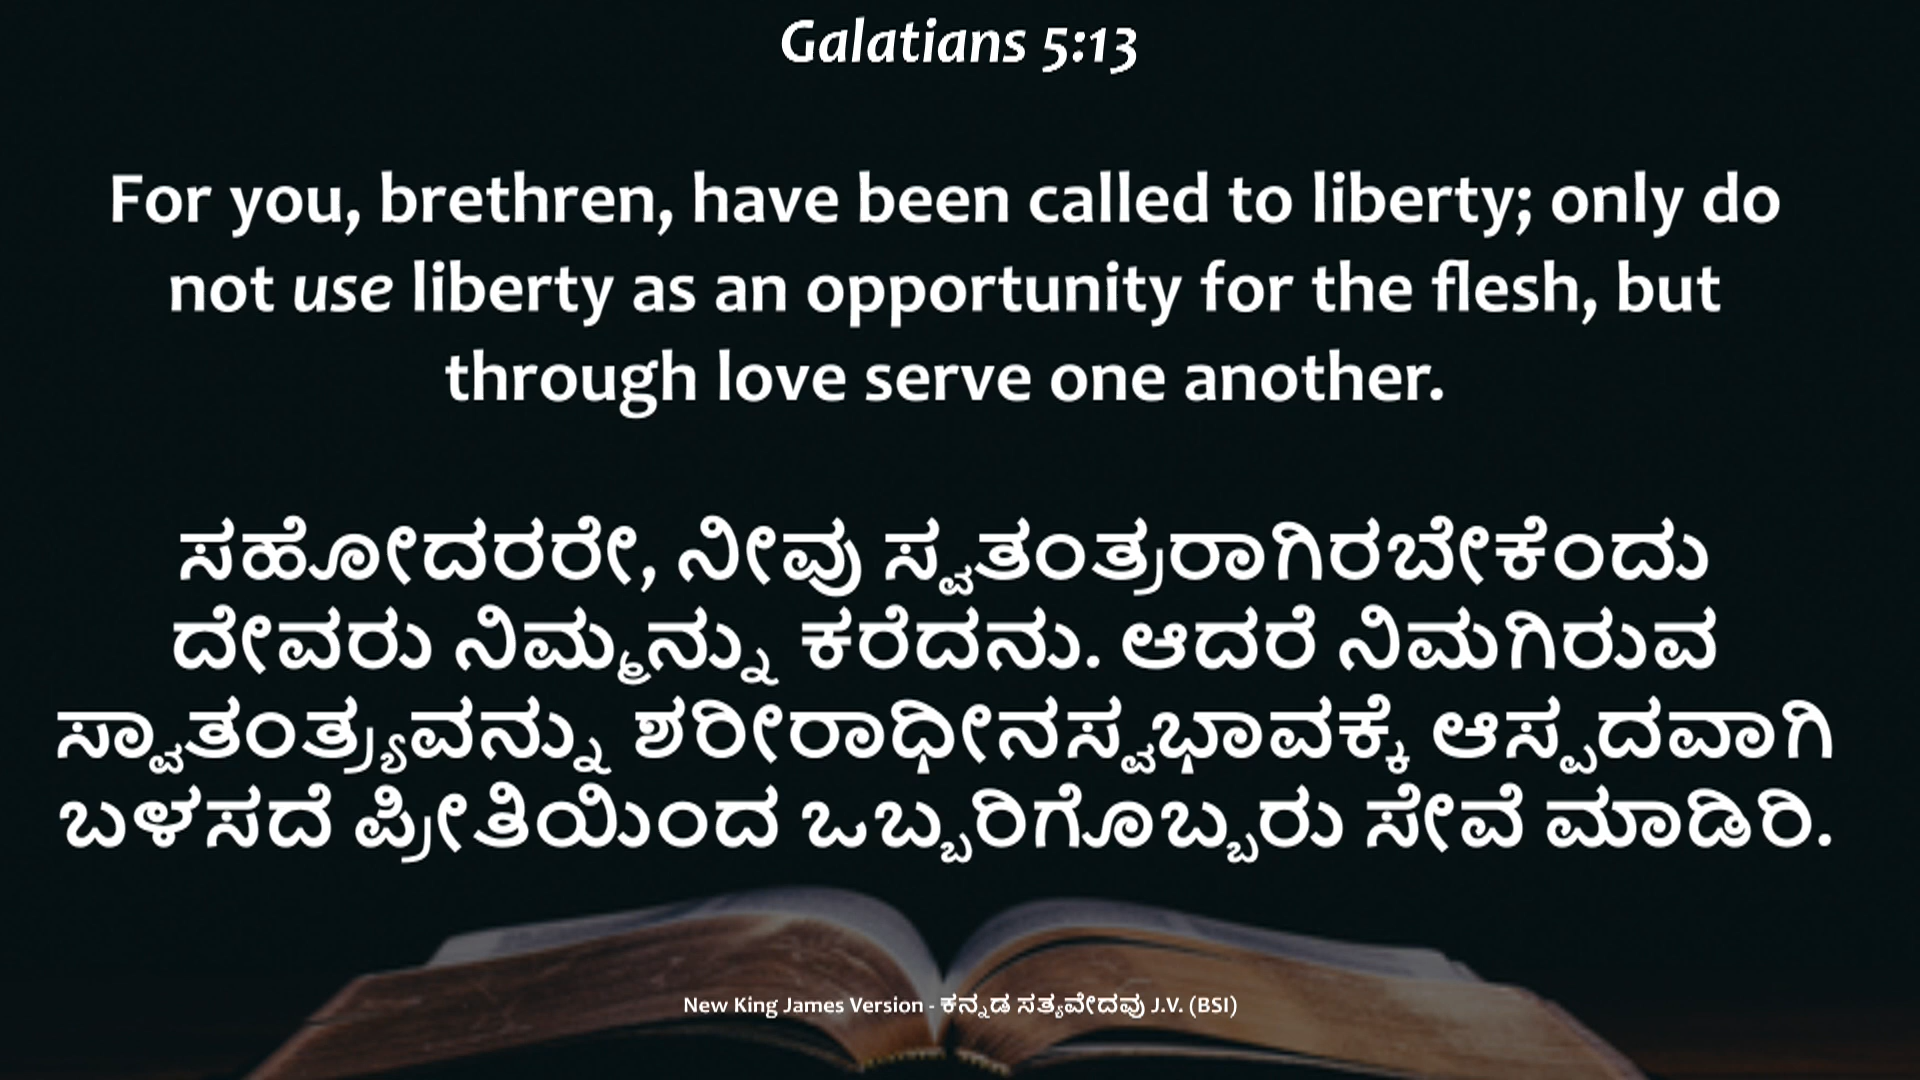 Galatians 5:13
For you, brethren, have been called to liberty; only do
not use liberty as an opportunity for the flesh, but
through love serve one another.
ಸಹೋದರರೇ, ನೀವು ಸ್ವತಂತ್ರರಾಗಿರಬೇಕೆಂದು
ದೇವರು ನಿಮ್ಮನ್ನು ಕರೆದನು. ಆದರೆ ನಿಮಗಿರುವ
ಸ್ವಾತಂತ್ರ್ಯವನ್ನು ಶರೀರಾಧೀನಸ್ವಭಾವಕ್ಕೆ ಆಸ್ಪದವಾಗಿ
ಬಳಸದೆ ಪ್ರೀತಿಯಿಂದ ಒಬ್ಬರಿಗೊಬ್ಬರು ಸೇವೆ ಮಾಡಿರಿ.
New King James Version - ಕನ್ನಡ ಸತ್ಯವೇದವು J.V. (BSI)